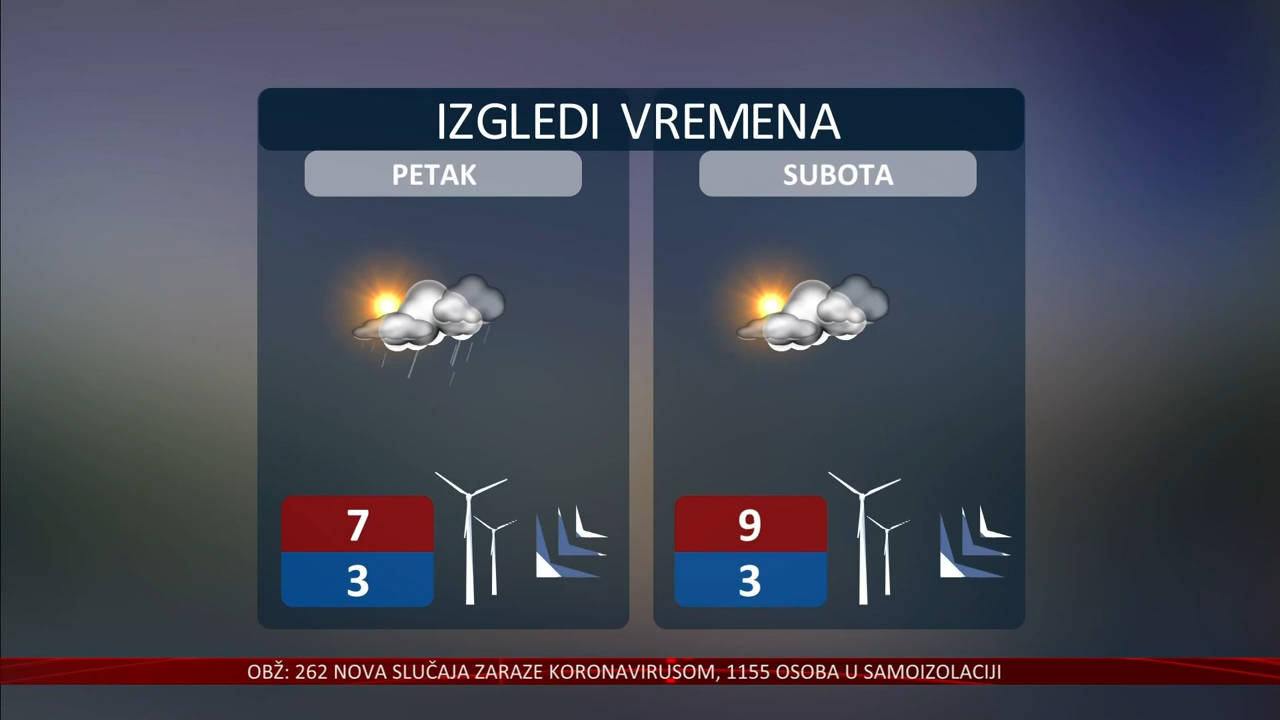 IZGLEDI VREMENA
PETAK
SUBOTA
7
3
9
3
OBŽ: 262 NOVA SLUČAJA ZARAZE KORONAVIRUSOM, 1155 OSOBA U SAMOIZOLACIJI